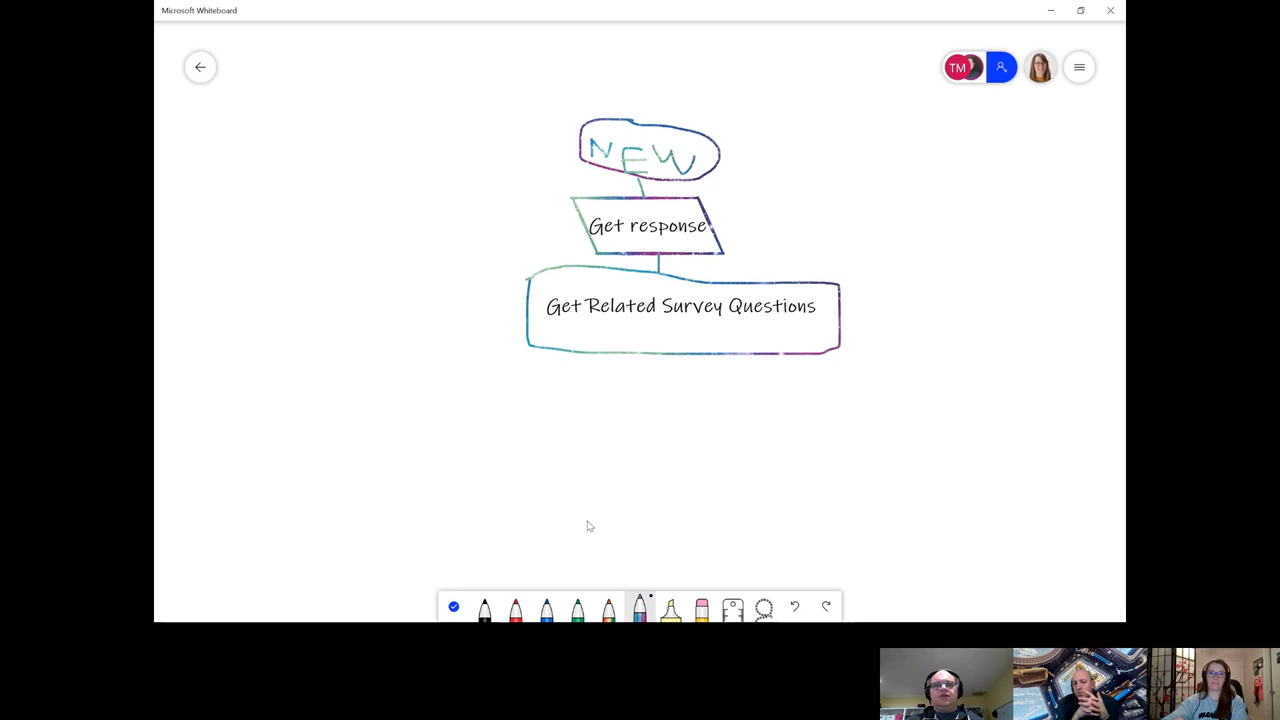 Microsoft Whiteboard
TM
NEW
Get response
Get Related Survey Questions